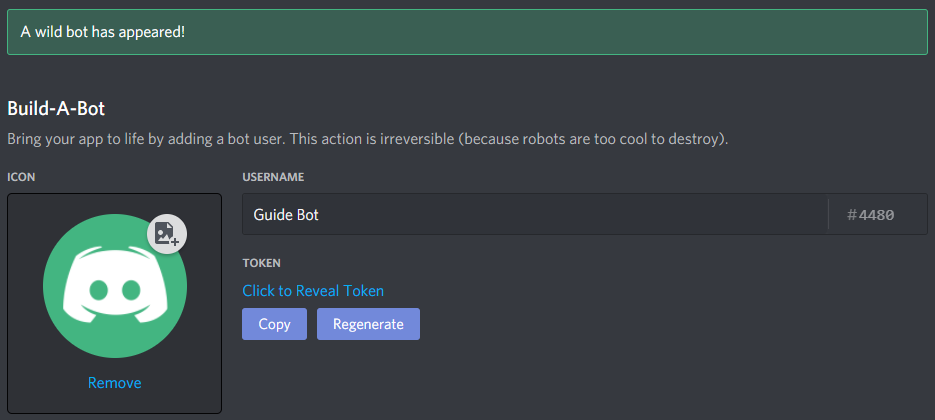 A wild bot has appeared!
Build-A-Bot
Bring your app to life by adding a bot user. This action is irreversible (because robots are too cool to destroy).
ICON
USERNAME
Guide Bot
#4480
TOKEN
Click to Reveal Token
Copy
Regenerate
Remove